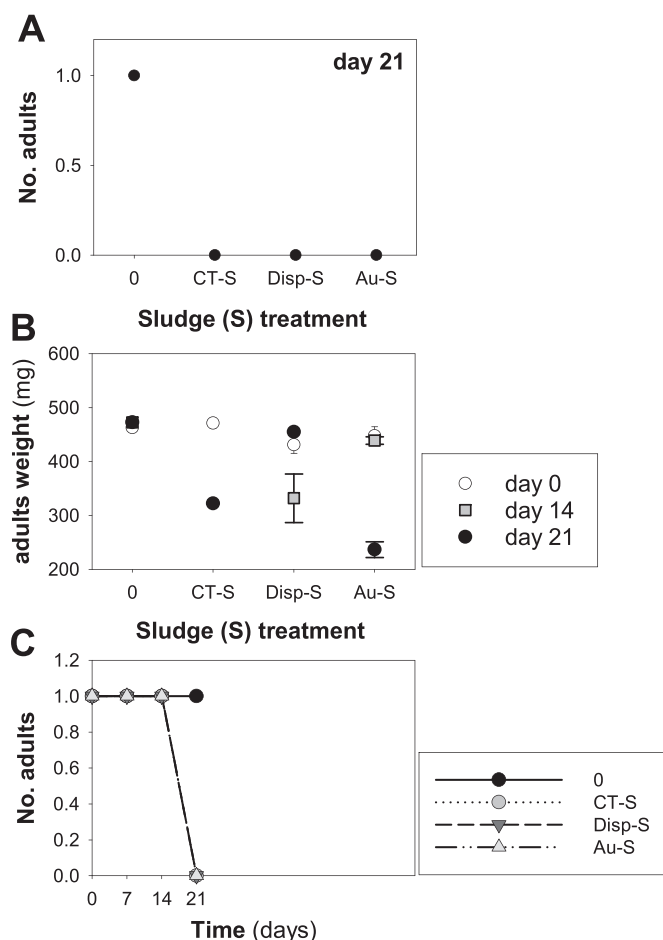 A
day 21
No. adults
1.0
0.5
0.0
0 CT-S Disp-S Au-S
Sludge (S) treatment
B
adults weight (mg)
600
500
400
300
200
0 CT-S Disp-S Au-S
Sludge (S) treatment
day 0
day 14
day 21
C
No. adults
1.2
1.0
0.8
0.6
0.4
0.2
0.0
0 7 14 21
Time (days)
0
CT-S
Disp-S
Au-S